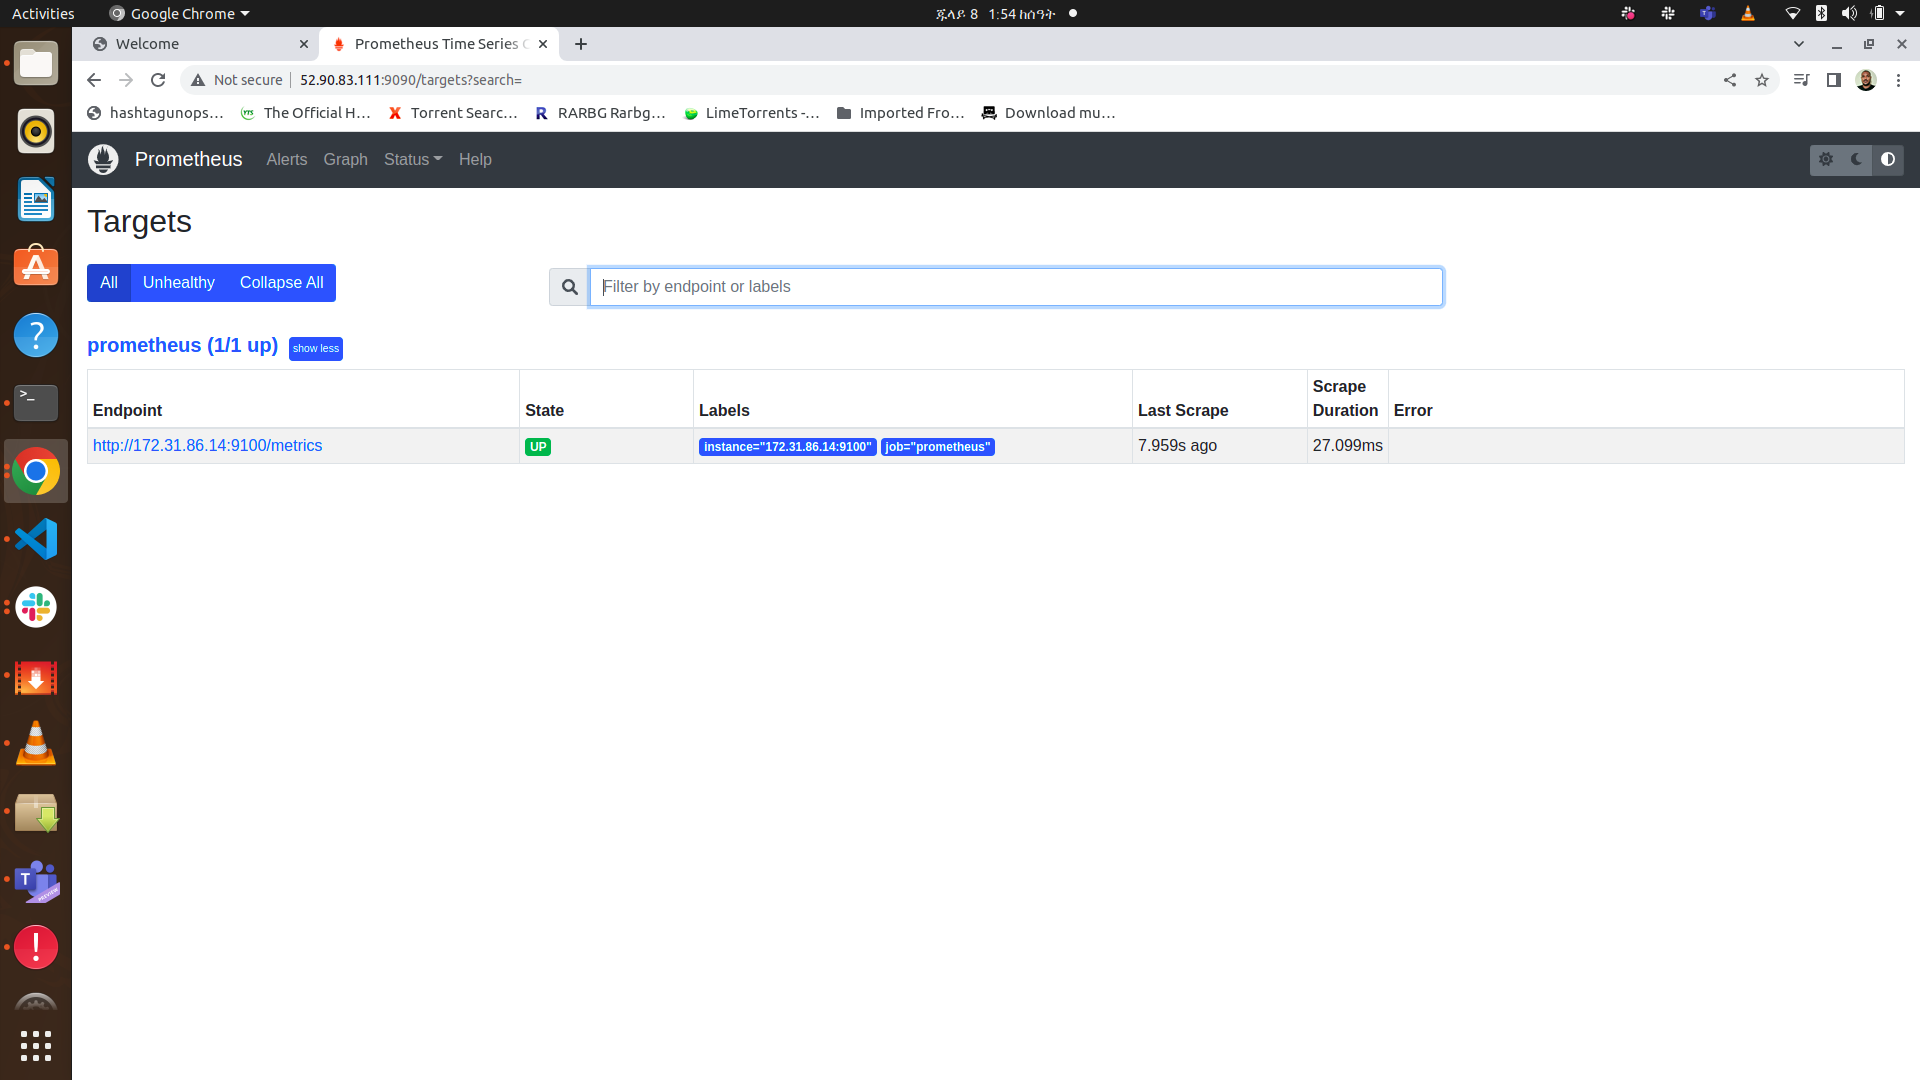 Activities Google Chrome ጁላይ 8 1:54 ከሰዓት
Welcome Prometheus Time Series C
Not secure 52.90.83.111:9090/targets?search=
hashtagunops… The Official H… Torrent Searc… RARBG Rarbg… LimeTorrents -… Imported Fro… Download mu…
Prometheus Alerts Graph Status Help
Targets
All Unhealthy Collapse All Filter by endpoint or labels
prometheus (1/1 up) show less
Endpoint State Labels Last Scrape Scrape Duration Error
http://172.31.86.14:9100/metrics UP instance="172.31.86.14:9100" job="prometheus" 7.959s ago 27.099ms